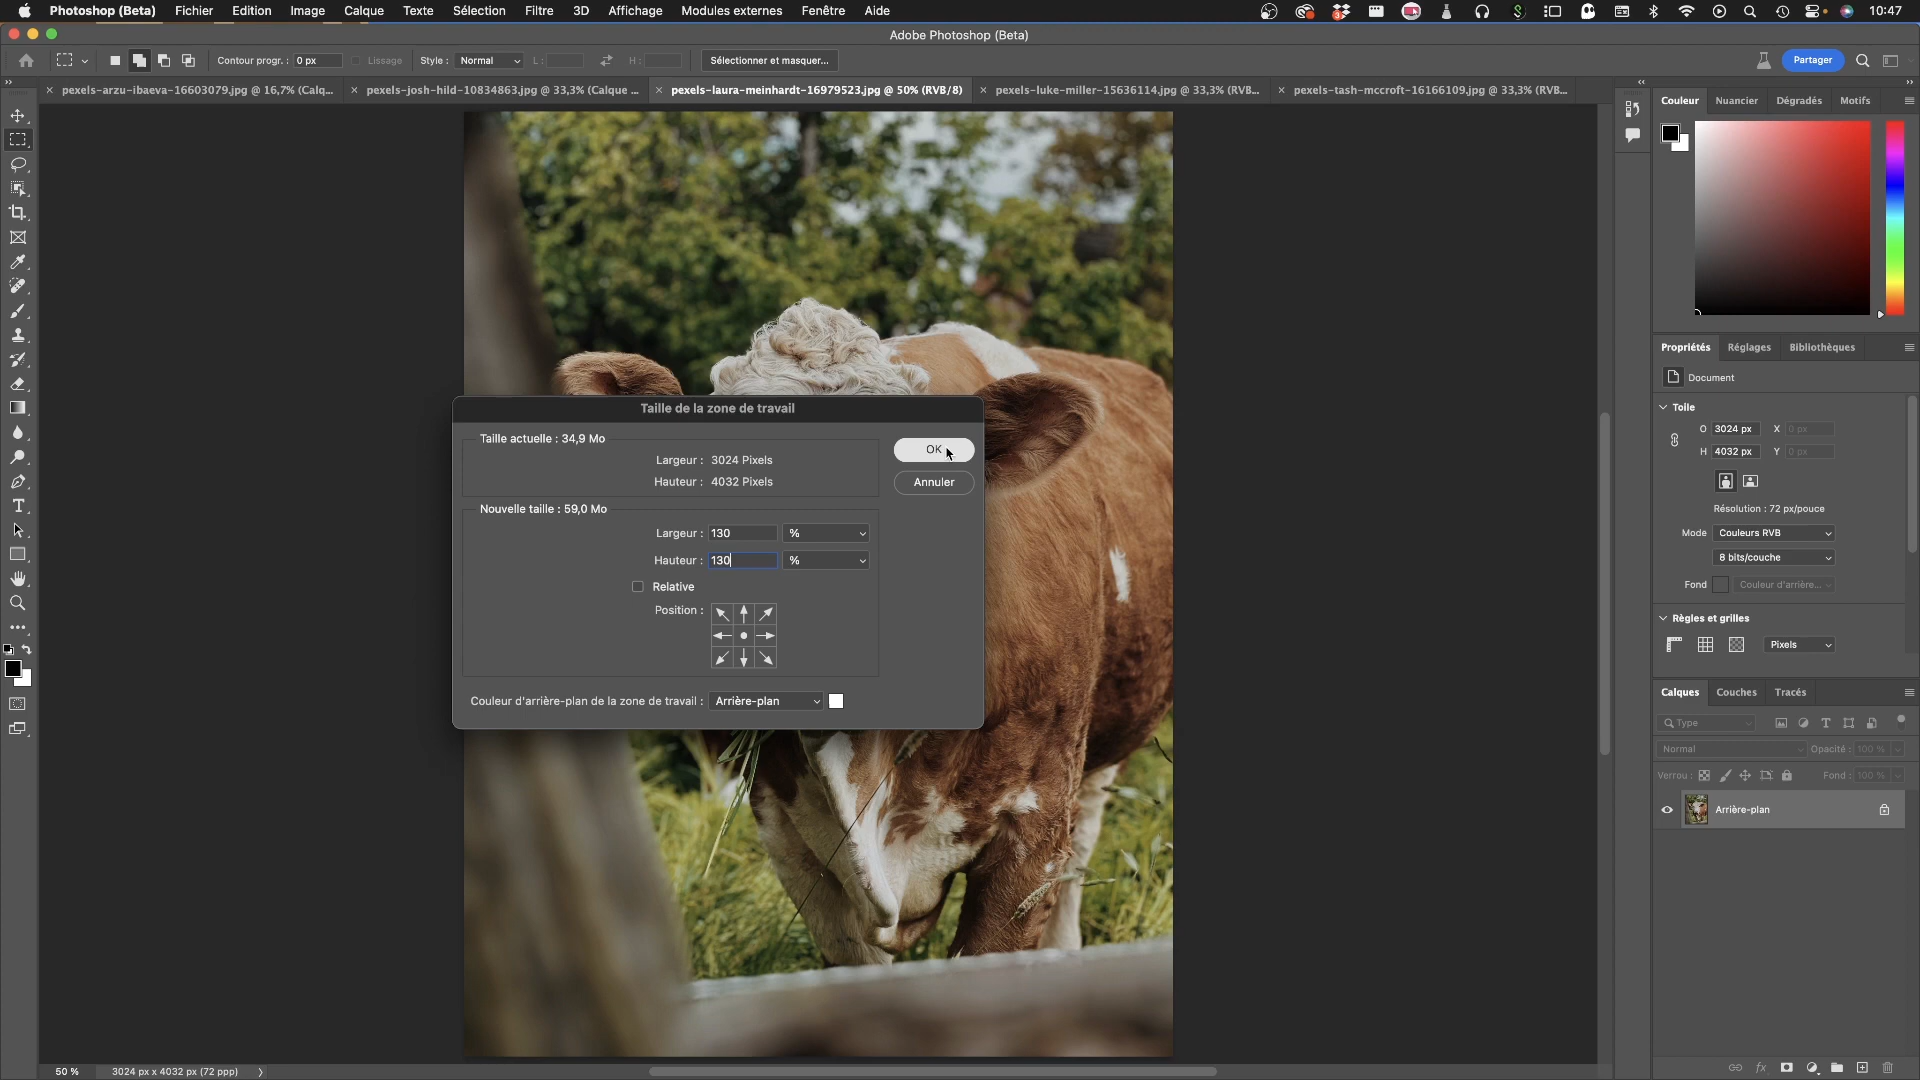 Photoshop (Beta) Fichier Edition Image Calque Texte Sélection Filtre 3D Affichage Modules externes Fenêtre Aide 3 10:47
Adobe Photoshop (Beta)
Contour progr. : 0 px Lissage Style : Normal L : H : Sélectionner et masquer... Partager
pexels-arzu-ibaeva-16603079.jpg @ 16,7% (Calq... pexels-josh-hild-10834863.jpg @ 33,3% (Calque ... pexels-laura-meinhardt-16979523.jpg @ 50% (RVB/8) pexels-luke-miller-15636114.jpg @ 33,3% (RVB... pexels-tash-mccroft-16166109.jpg @ 33,3% (RVB...
Couleur Nuancier Dégradés Motifs
Taille de la zone de travail
Taille actuelle : 34,9 Mo
Largeur : 3024 Pixels
Hauteur : 4032 Pixels
OK
Annuler
Nouvelle taille : 59,0 Mo
Largeur : 130 %
Hauteur : 130 %
Relative
Position :
Couleur d'arrière-plan de la zone de travail : Arrière-plan
Propriétés Réglages Bibliothèques
Document
Toile
O 3024 px X 0 px
H 4032 px Y 0 px
Résolution : 72 px/pouce
Mode Couleurs RVB
8 bits/couche
Fond Couleur d'arrière...
Règles et grilles
Pixels
Calques Couches Tracés
Type
Normal Opacité : 100 %
Verrou : Fond : 100 %
Arrière-plan
50 % 3024 px x 4032 px (72 ppp)
fx